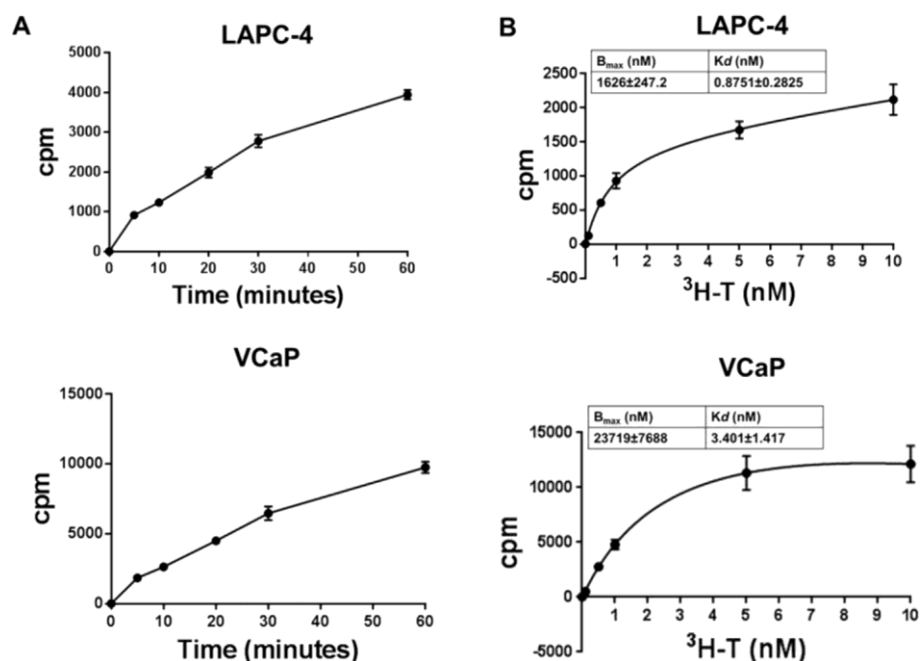 A
LAPC-4
5000
4000
3000
2000
1000
0
cpm
0 10 20 30 40 50 60
Time (minutes)
B
LAPC-4
Bmax (nM) Kd (nM)
1626±247.2 0.8751±0.2825
2500
2000
1500
1000
500
0
-500
cpm
1 2 3 4 5 6 7 8 9 10
³H-T (nM)
VCaP
15000
10000
5000
0
cpm
0 10 20 30 40 50 60
Time (minutes)
VCaP
Bmax (nM) Kd (nM)
23719±7688 3.401±1.417
15000
10000
5000
0
-5000
cpm
1 2 3 4 5 6 7 8 9 10
³H-T (nM)